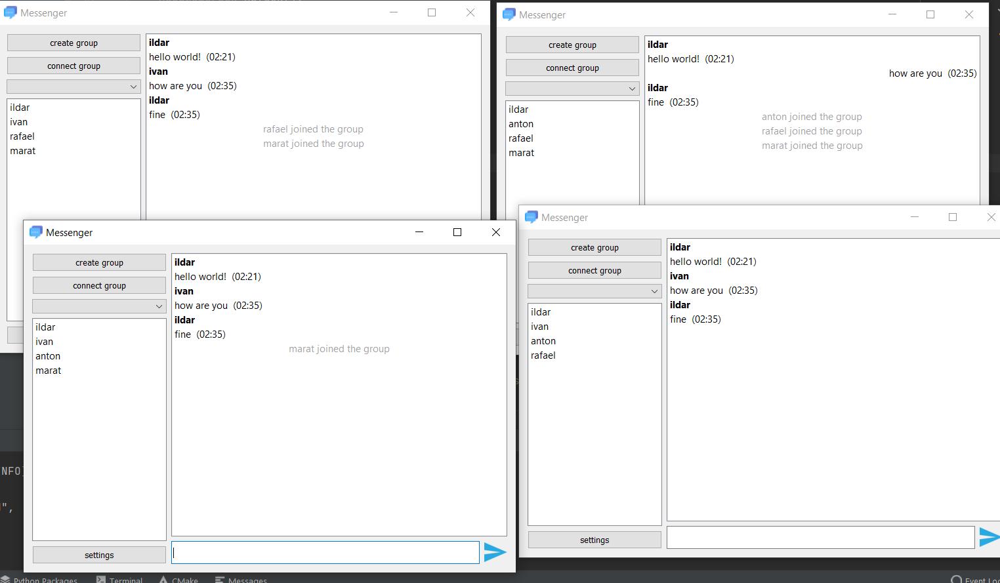 Messenger
create group
connect group
ildar
ivan
rafael
marat
ildar
hello world!  (02:21)
ivan
how are you  (02:35)
ildar
fine  (02:35)
rafael joined the group
marat joined the group
Messenger
create group
connect group
ildar
anton
rafael
marat
ildar
hello world!  (02:21)
how are you  (02:35)
ildar
fine  (02:35)
anton joined the group
rafael joined the group
marat joined the group
Messenger
create group
connect group
ildar
ivan
anton
marat
settings
ildar
hello world!  (02:21)
ivan
how are you  (02:35)
ildar
fine  (02:35)
marat joined the group
Messenger
create group
connect group
ildar
ivan
anton
rafael
settings
ildar
hello world!  (02:21)
ivan
how are you  (02:35)
ildar
fine  (02:35)
NFO]
",
Python Packages
Terminal
CMake
Messages
Event Loc